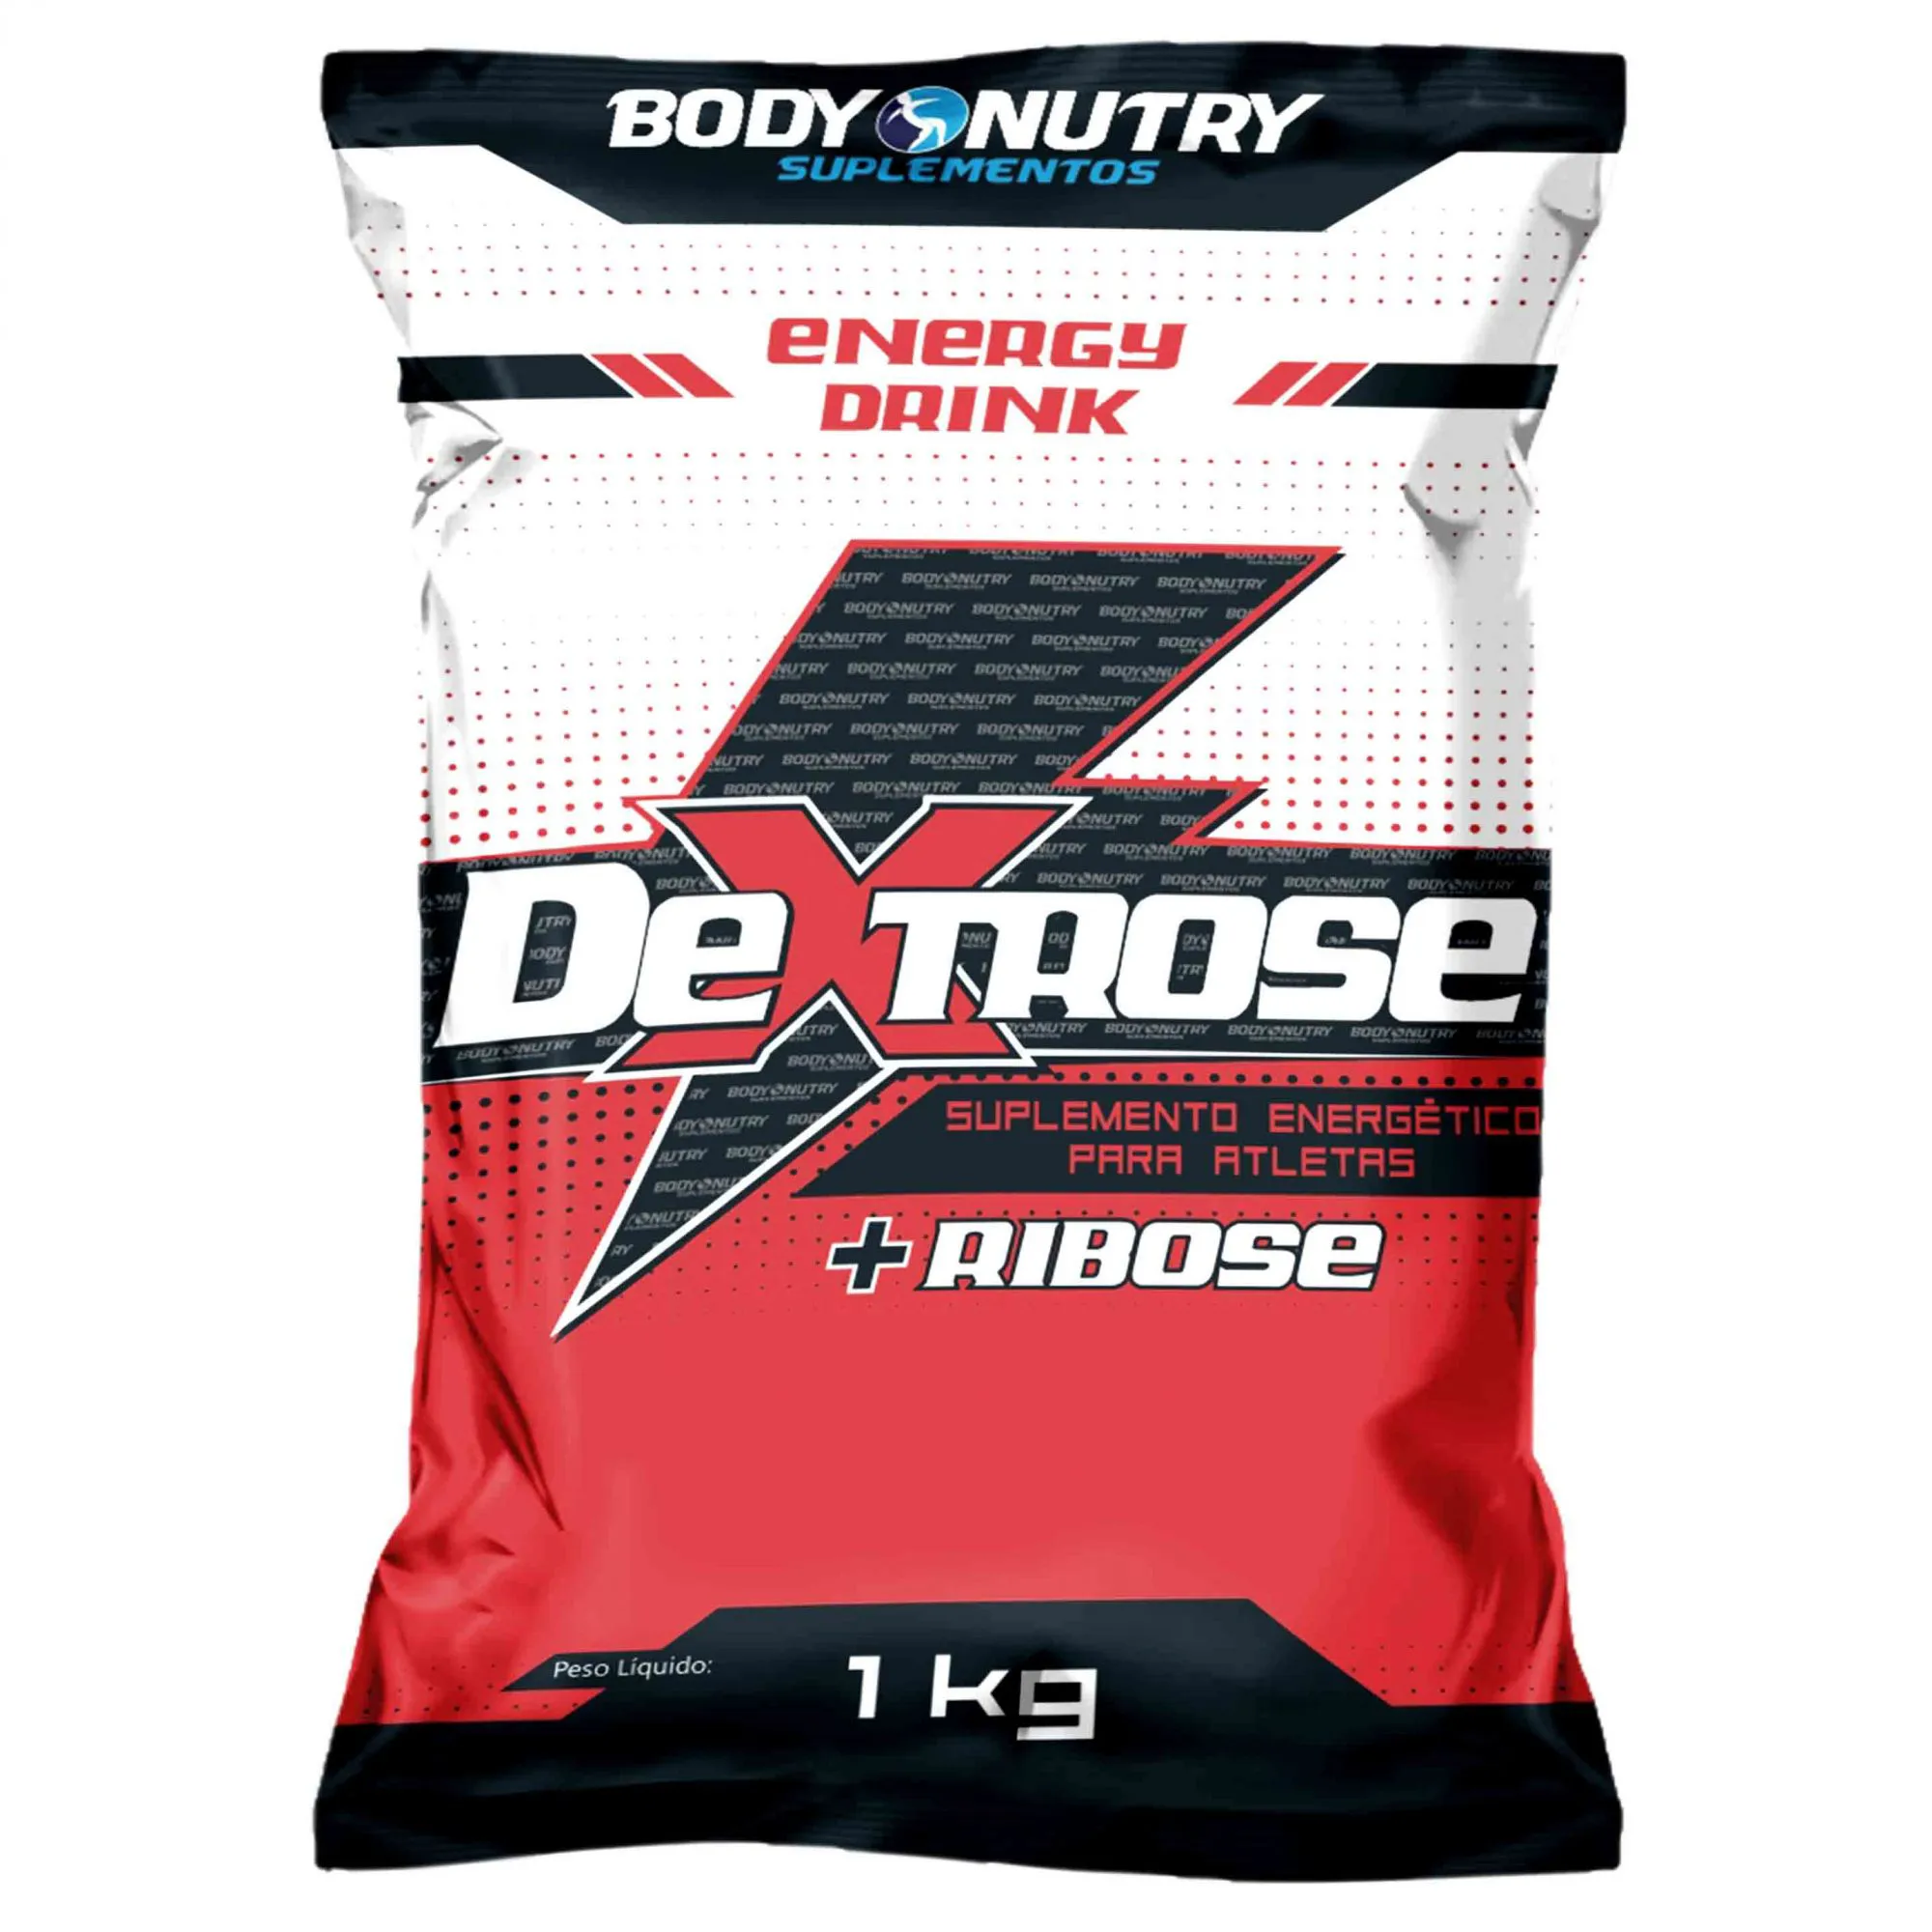 BODY NUTRY
SUPLEMENTOS
ENERGY
DRINK
DEXTROSE
SUPLEMENTO ENERGÉTICO
PARA ATLETAS
+ RIBOSE
Peso Líquido: 1 kg